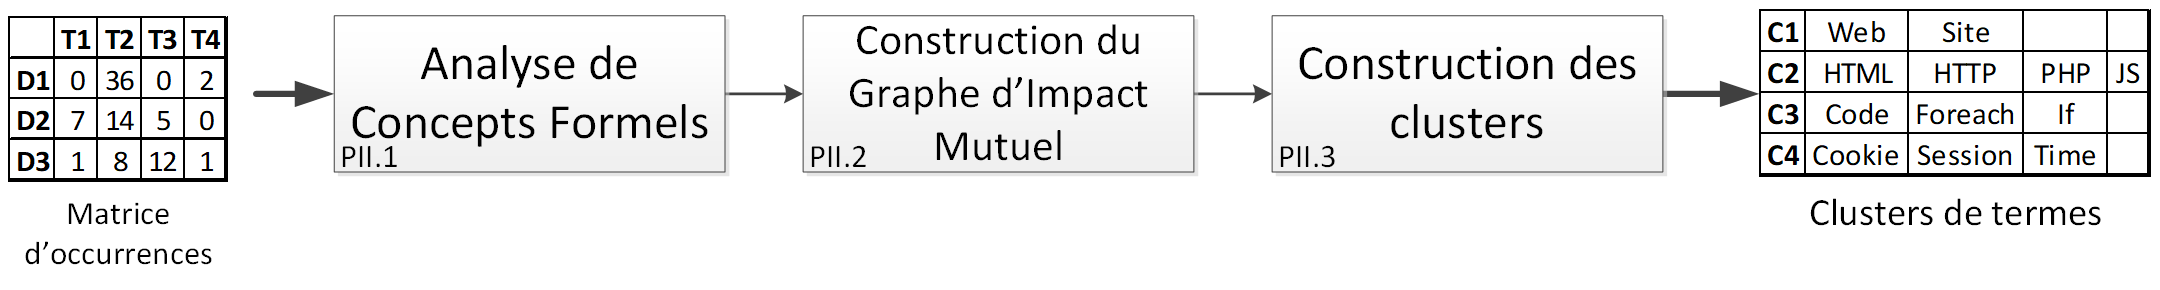 T1 T2 T3 T4
D1 0 36 0 2
D2 7 14 5 0
D3 1 8 12 1
Matrice
d'occurrences
Analyse de
Concepts Formels
PII.1
Construction du
Graphe d'Impact
Mutuel
PII.2
Construction des
clusters
PII.3
C1 Web Site
C2 HTML HTTP PHP JS
C3 Code Foreach If
C4 Cookie Session Time
Clusters de termes